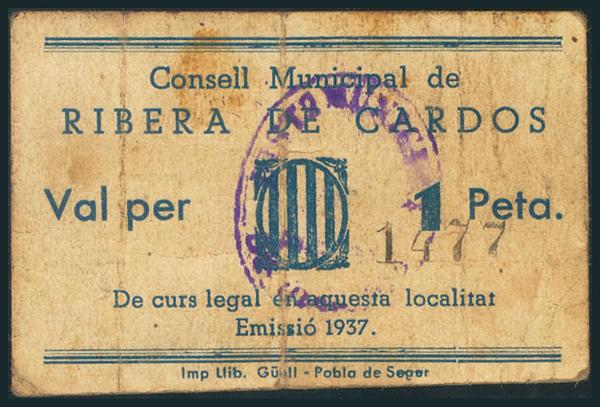 Consell Municipal de
RIBERA DE CARDOS
Val per 1 Peta.
1477
De curs legal en aquesta localitat
Emissió 1937.
Imp Llib. Güell - Pobla de Segur